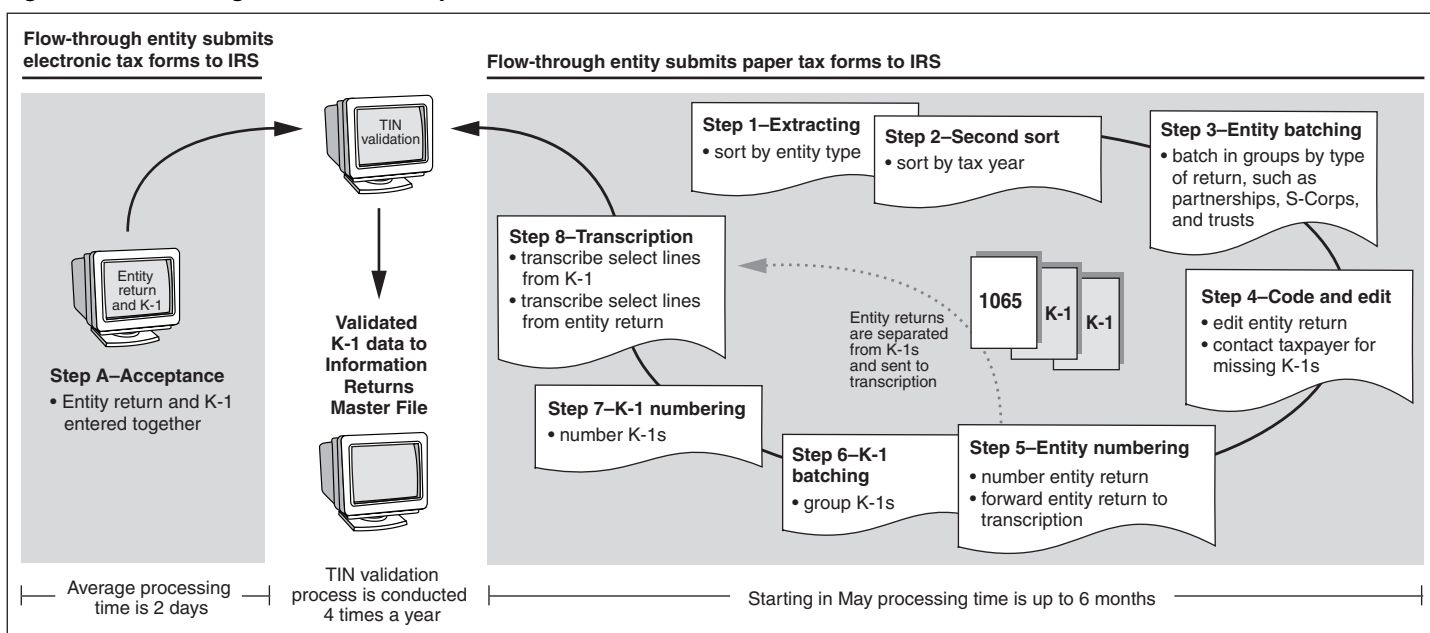 Flow-through entity submits
electronic tax forms to IRS
Flow-through entity submits paper tax forms to IRS
Entity
return
and K-1
Step A–Acceptance
• Entity return and K-1
entered together
TIN
validation
Validated
K-1 data to
Information
Returns
Master File
Step 1–Extracting
• sort by entity type
Step 2–Second sort
• sort by tax year
Step 3–Entity batching
• batch in groups by type
of return, such as
partnerships, S-Corps,
and trusts
Step 4–Code and edit
• edit entity return
• contact taxpayer for
missing K-1s
1065
K-1
K-1
Entity returns
are separated
from K-1s
and sent to
transcription
Step 5–Entity numbering
• number entity return
• forward entity return to
transcription
Step 6–K-1
batching
• group K-1s
Step 7–K-1 numbering
• number K-1s
Step 8–Transcription
• transcribe select lines
from K-1
• transcribe select lines
from entity return
Average processing
time is 2 days
TIN validation
process is conducted
4 times a year
Starting in May processing time is up to 6 months